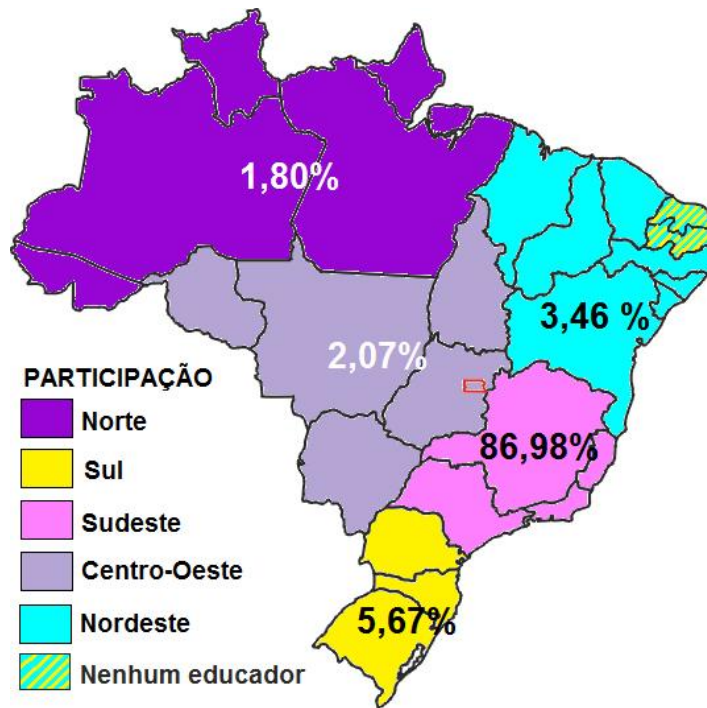 1,80%
3,46 %
2,07%
86,98%
5,67%
PARTICIPAÇÃO
Norte
Sul
Sudeste
Centro-Oeste
Nordeste
Nenhum educador